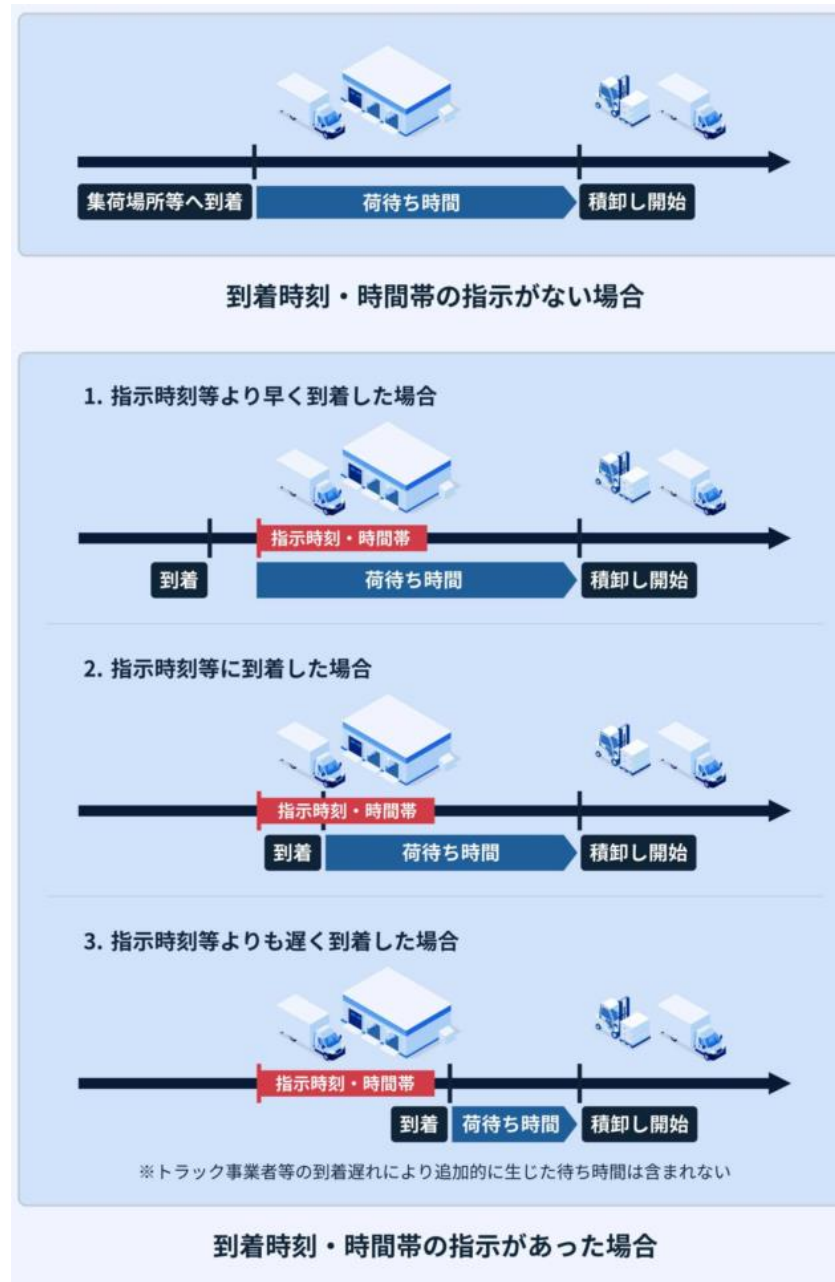 集荷場所等へ到着
荷待ち時間
積卸し開始
到着時刻・時間帯の指示がない場合
1. 指示時刻等より早く到着した場合
指示時刻・時間帯
到着
荷待ち時間
積卸し開始
2. 指示時刻等に到着した場合
指示時刻・時間帯
到着
荷待ち時間
積卸し開始
3. 指示時刻等よりも遅く到着した場合
指示時刻・時間帯
到着
荷待ち時間
積卸し開始
※トラック事業者等の到着遅れにより追加的に生じた待ち時間は含まれない
到着時刻・時間帯の指示があった場合